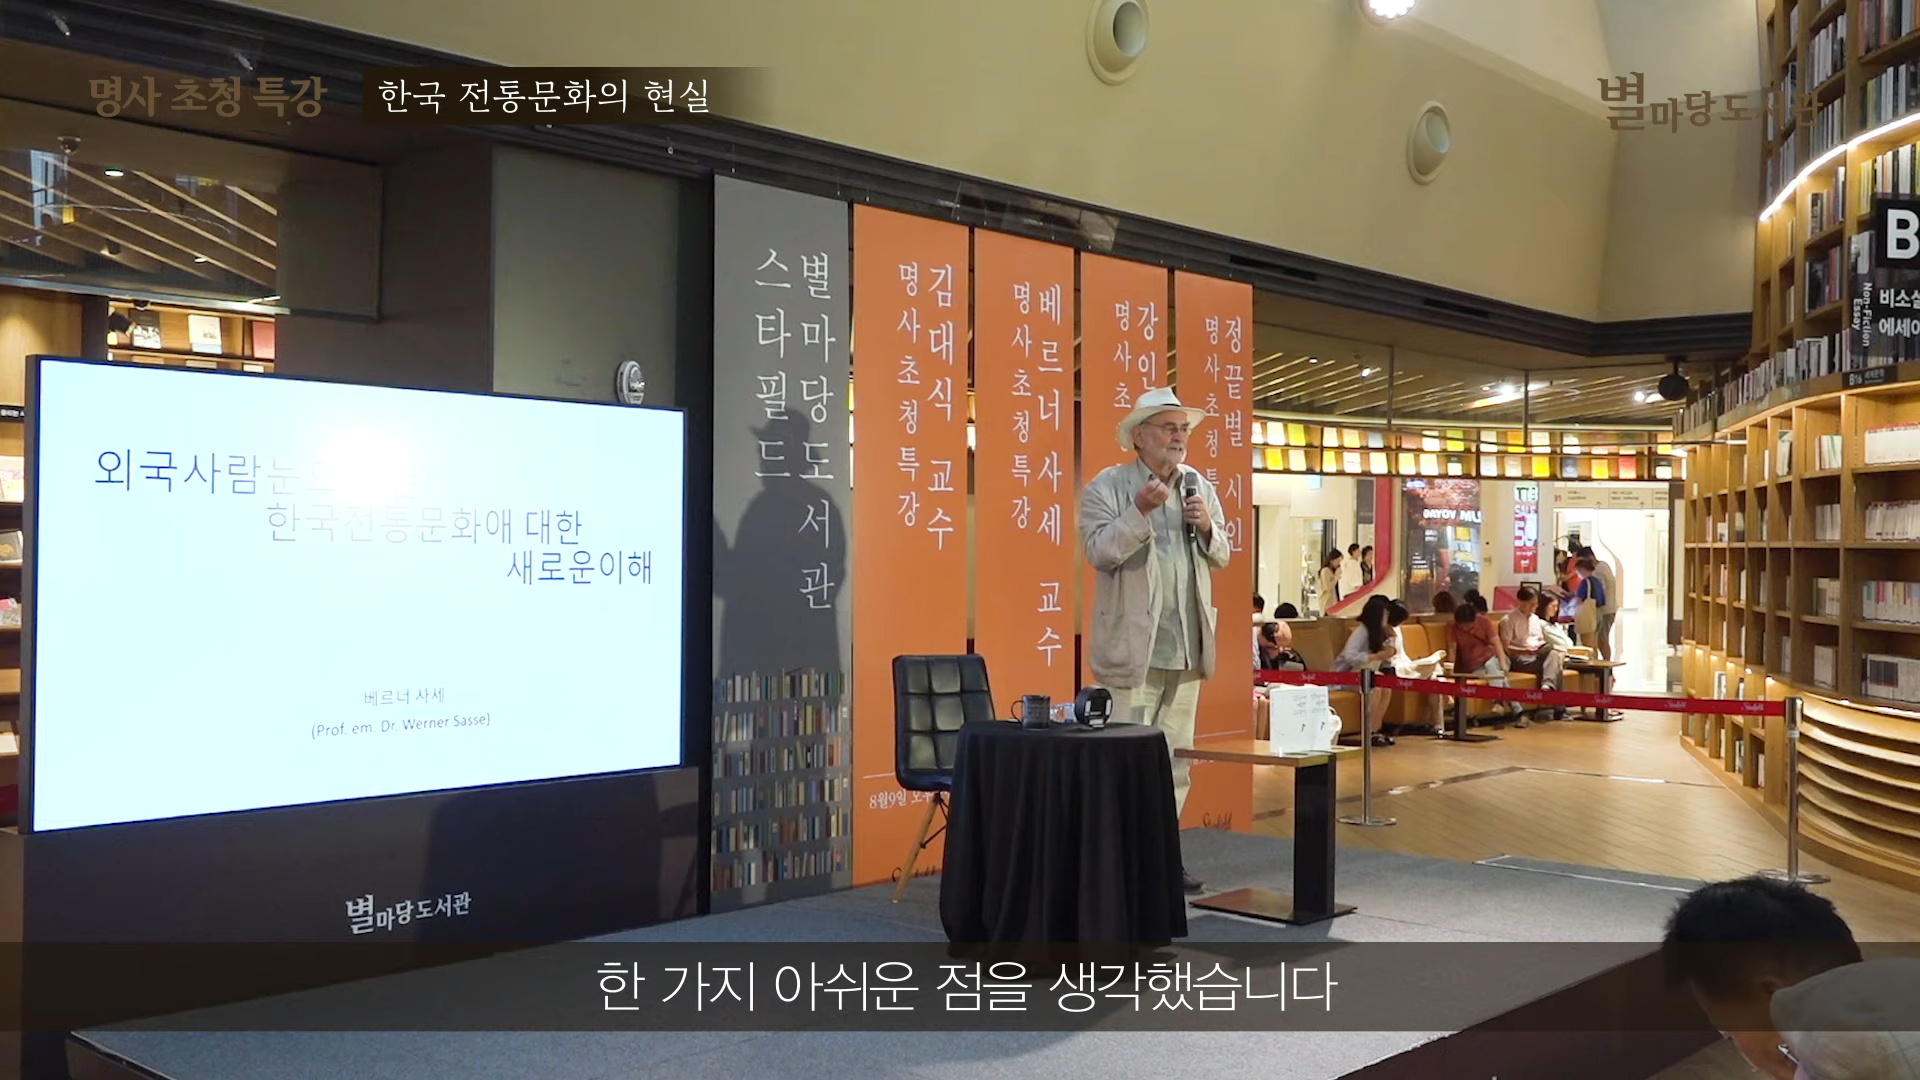 명사 초청 특강
한국 전통문화의 현실
별마당도서관
외국사람눈
한국전통문화애 대한
새로운이해
베르너 사세
(Prof. em. Dr. Werner Sasse)
별마당도서관
별마당도서관
스타필드
김대식 교수
명사초청특강
8월9일
베르너 사세 교수
명사초청특강
강인
명사초
정끝별 시인
명사초청특
B
Non-Fiction
Essay
비소설
에세이
B16
SALE
한 가지 아쉬운 점을 생각했습니다